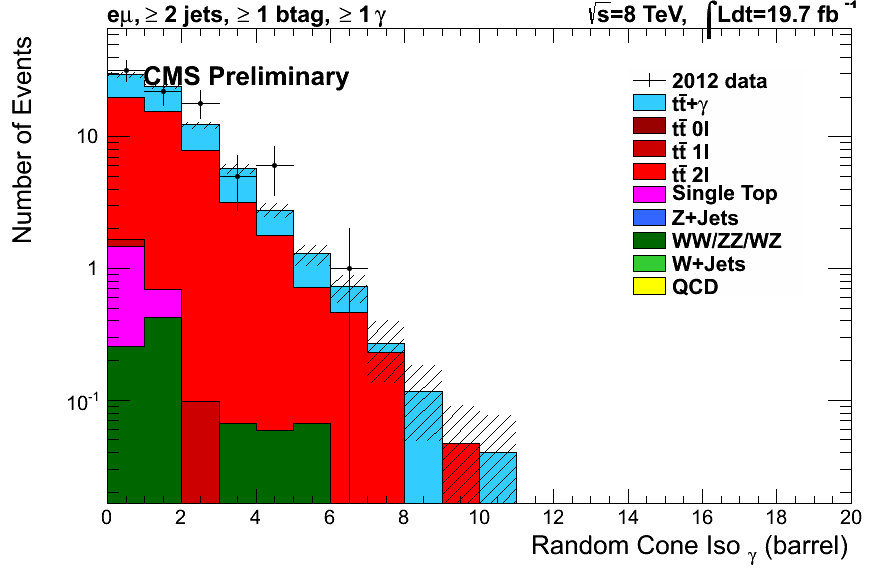 eμ, ≥ 2 jets, ≥ 1 btag, ≥ 1 γ
√s=8 TeV, ∫Ldt=19.7 fb⁻¹
CMS Preliminary
Number of Events
10
1
10⁻¹
2012 data
tt̄+γ
tt̄ 0l
tt̄ 1l
tt̄ 2l
Single Top
Z+Jets
WW/ZZ/WZ
W+Jets
QCD
0 2 4 6 8 10 12 14 16 18 20
Random Cone Iso γ (barrel)